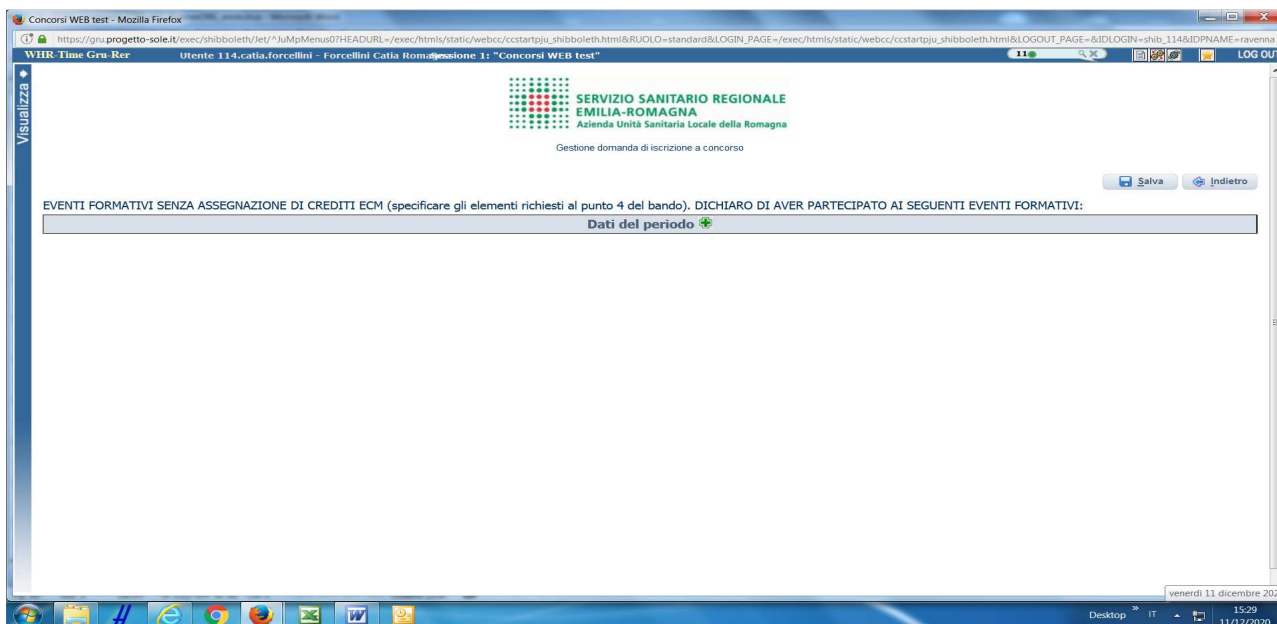 Concorsi WEB test - Mozilla Firefox
https://gru.progetto-sole.it/exec/shibboleth/Jet/^JuMpMenus0?HEADURL=/exec/htmls/static/webcc/ccstartpju_shibboleth.html&RUOLO=standard&LOGIN_PAGE=/exec/htmls/static/webcc/ccstartpju_shibboleth.html&LOGOUT_PAGE=&IDLOGIN=shib_114&IDPNAME=ravenna
WHR-Time Gru-Rer Utente 114.catia.forcellini - Forcellini Catia Sessione 1: "Concorsi WEB test" 11 LOG OUT
Visualizza
SERVIZIO SANITARIO REGIONALE
EMILIA-ROMAGNA
Azienda Unità Sanitaria Locale della Romagna
Gestione domanda di iscrizione a concorso
Salva Indietro
EVENTI FORMATIVI SENZA ASSEGNAZIONE DI CREDITI ECM (specificare gli elementi richiesti al punto 4 del bando). DICHIARO DI AVER PARTECIPATO AI SEGUENTI EVENTI FORMATIVI:
Dati del periodo
venerdì 11 dicembre 202
Desktop » IT 15:29
11/12/2020